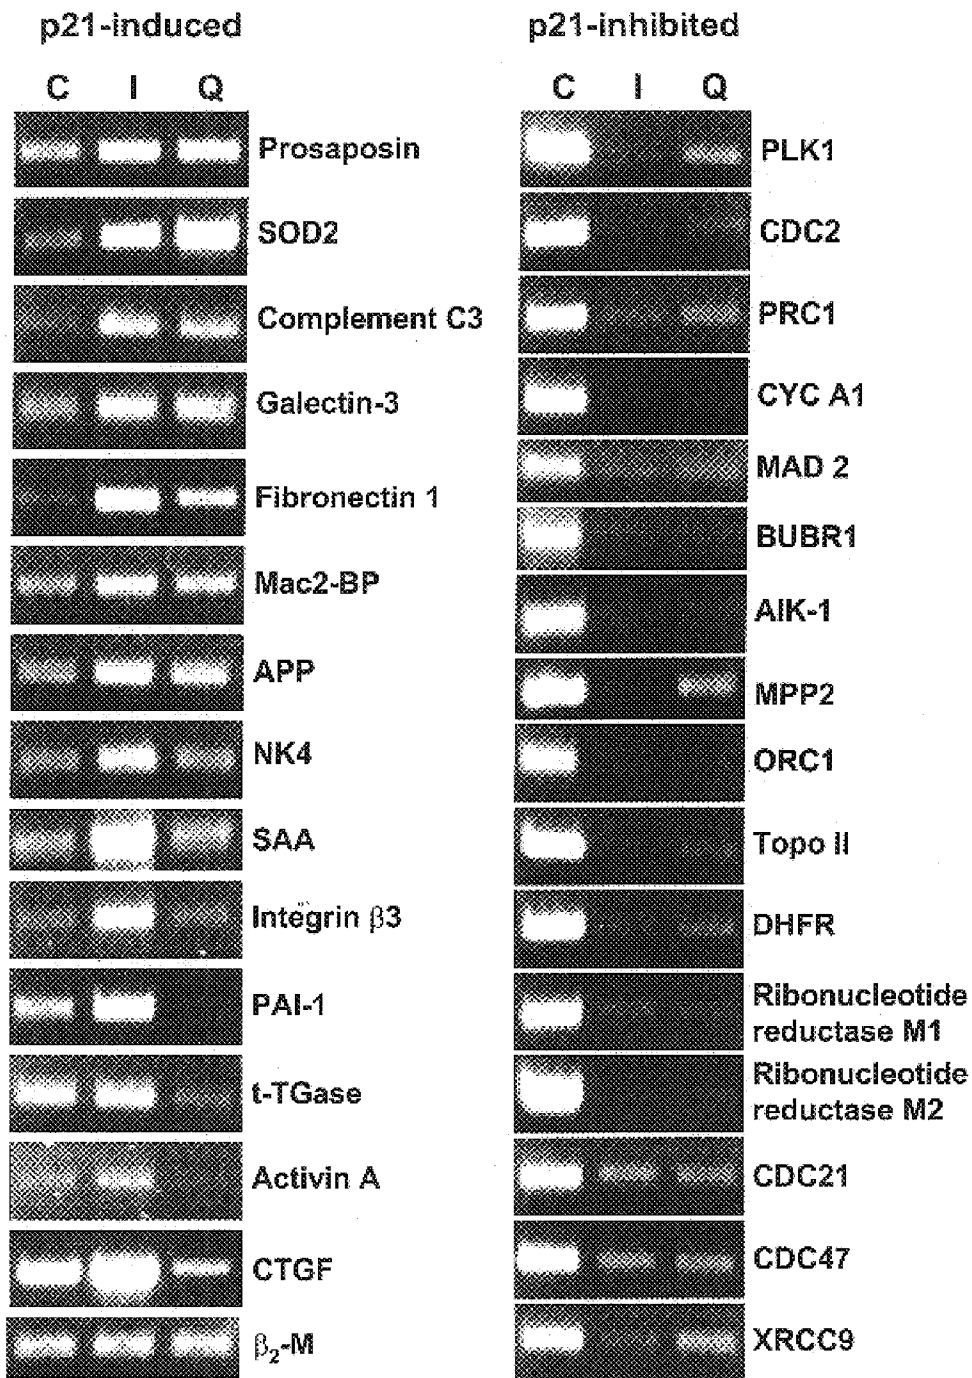 p21-induced
C I Q
Prosaposin
SOD2
Complement C3
Galectin-3
Fibronectin 1
Mac2-BP
APP
NK4
SAA
Integrin β3
PAI-1
t-TGase
Activin A
CTGF
β₂-M
p21-inhibited
C I Q
PLK1
CDC2
PRC1
CYC A1
MAD 2
BUBR1
AIK-1
MPP2
ORC1
Topo II
DHFR
Ribonucleotide
reductase M1
Ribonucleotide
reductase M2
CDC21
CDC47
XRCC9